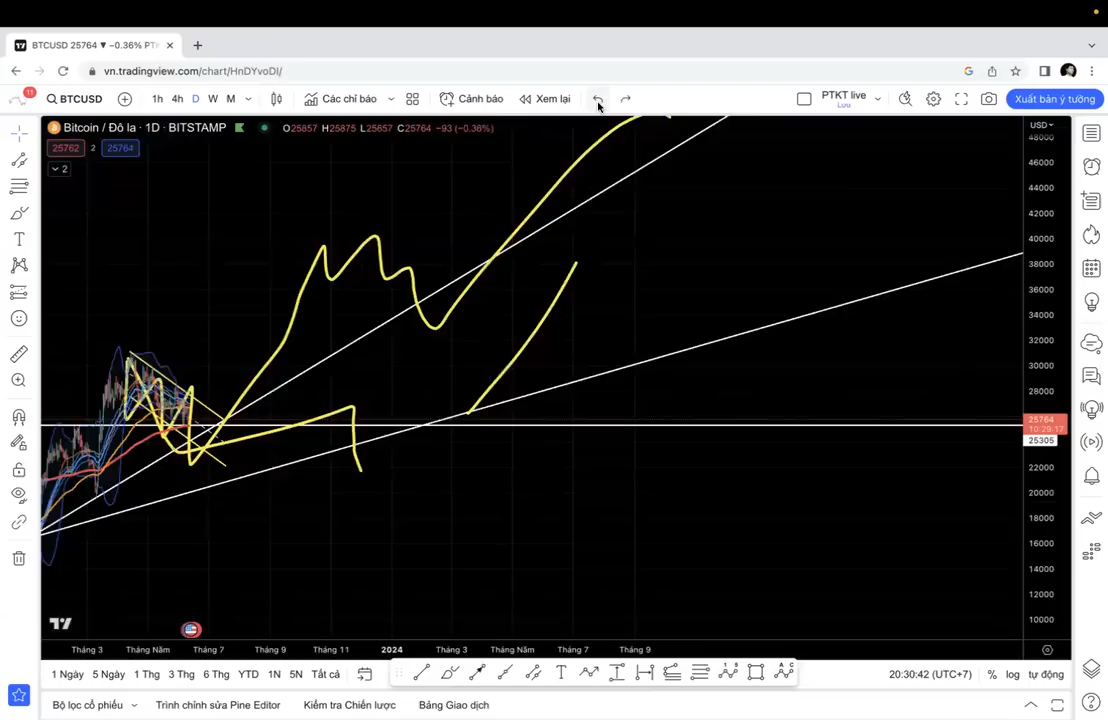 BTCUSD 25764 ▼ −0.36% PTK
vn.tradingview.com/chart/HnDYvoDl/
11
BTCUSD
1h 4h D W M
Các chỉ báo
Cảnh báo
Xem lại
PTKT live
Lưu
Xuất bản ý tưởng
Bitcoin / Đô la · 1D · BITSTAMP
O25857 H25875 L25657 C25764 −93 (−0.36%)
USD
25762 2 25764
2
48000
46000
44000
42000
40000
38000
36000
34000
32000
30000
28000
25764
10:29:17
25305
22000
20000
18000
16000
14000
12000
10000
Tháng 3 Tháng Năm Tháng 7 Tháng 9 Tháng 11 2024 Tháng 3 Tháng Năm Tháng 7 Tháng 9
1 Ngày 5 Ngày 1 Thg 3 Thg 6 Thg YTD 1N 5N Tất cả
20:30:42 (UTC+7) % log tự động
Bộ lọc cổ phiếu Trình chỉnh sửa Pine Editor Kiểm tra Chiến lược Bảng Giao dịch